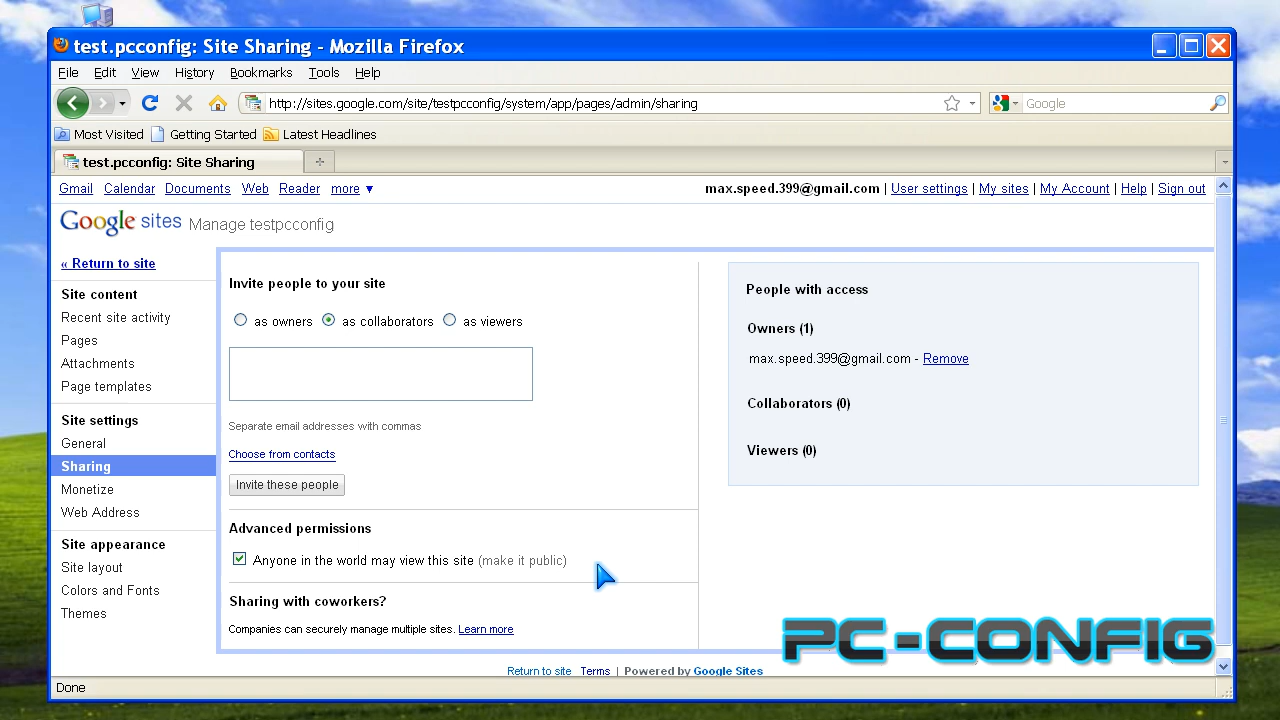 test.pcconfig: Site Sharing - Mozilla Firefox
File Edit View History Bookmarks Tools Help
http://sites.google.com/site/testpcconfig/system/app/pages/admin/sharing
Google
Most Visited Getting Started Latest Headlines
test.pcconfig: Site Sharing
Gmail Calendar Documents Web Reader more ▼
max.speed.399@gmail.com | User settings | My sites | My Account | Help | Sign out
Google sites Manage testpcconfig
« Return to site
Site content
Recent site activity
Pages
Attachments
Page templates
Site settings
General
Sharing
Monetize
Web Address
Site appearance
Site layout
Colors and Fonts
Themes
Invite people to your site
as owners as collaborators as viewers
Separate email addresses with commas
Choose from contacts
Invite these people
Advanced permissions
Anyone in the world may view this site (make it public)
Sharing with coworkers?
Companies can securely manage multiple sites. Learn more
People with access
Owners (1)
max.speed.399@gmail.com - Remove
Collaborators (0)
Viewers (0)
PC-CONFIG
Return to site Terms | Powered by Google Sites
Done